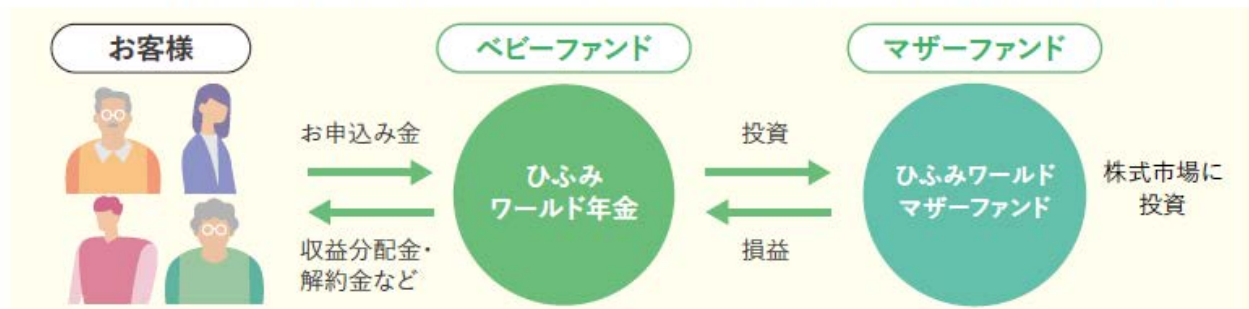 お客様
ベビーファンド
マザーファンド
お申込み金
収益分配金・
解約金など
ひふみ
ワールド年金
投資
損益
ひふみワールド
マザーファンド
株式市場に
投資